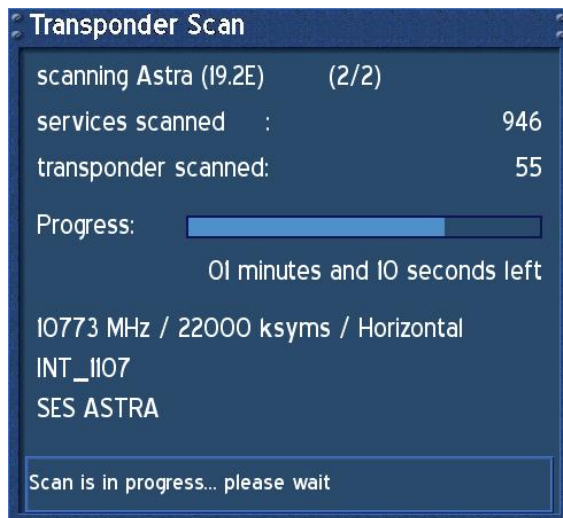 Transponder Scan
scanning Astra (19.2E) (2/2)
services scanned : 946
transponder scanned: 55
Progress:
01 minutes and 10 seconds left
10773 MHz / 22000 ksyms / Horizontal
INT_1107
SES ASTRA
Scan is in progress... please wait